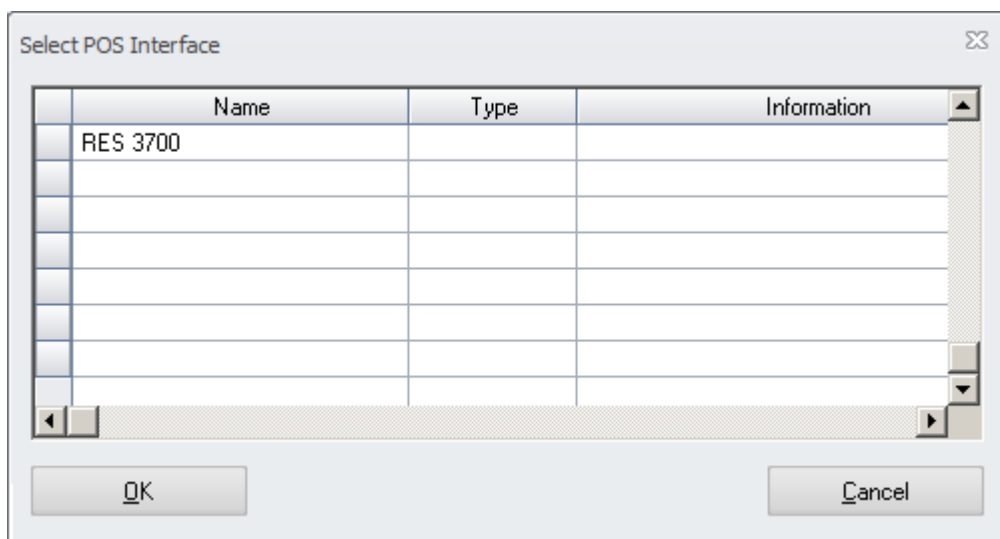 Select POS Interface
Name Type Information
RES 3700
OK Cancel